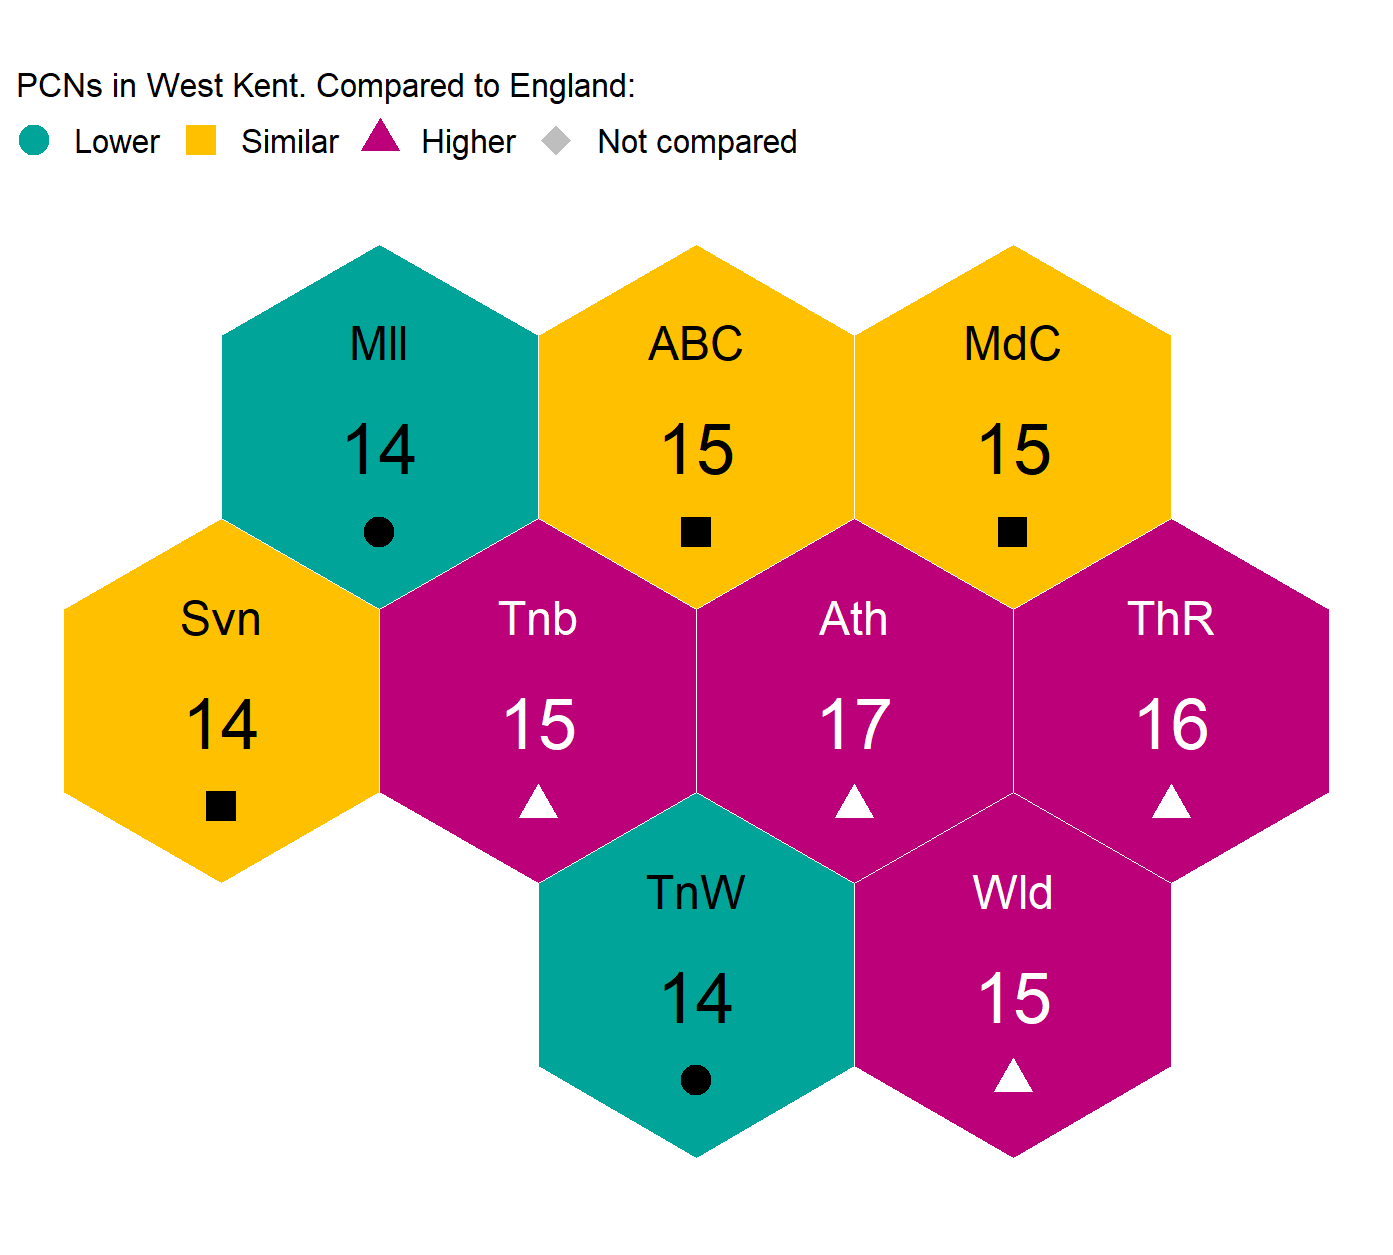 PCNs in West Kent. Compared to England:
Lower Similar Higher Not compared
Mll ABC MdC
14 15 15
Svn Tnb Ath ThR
14 15 17 16
TnW Wld
14 15